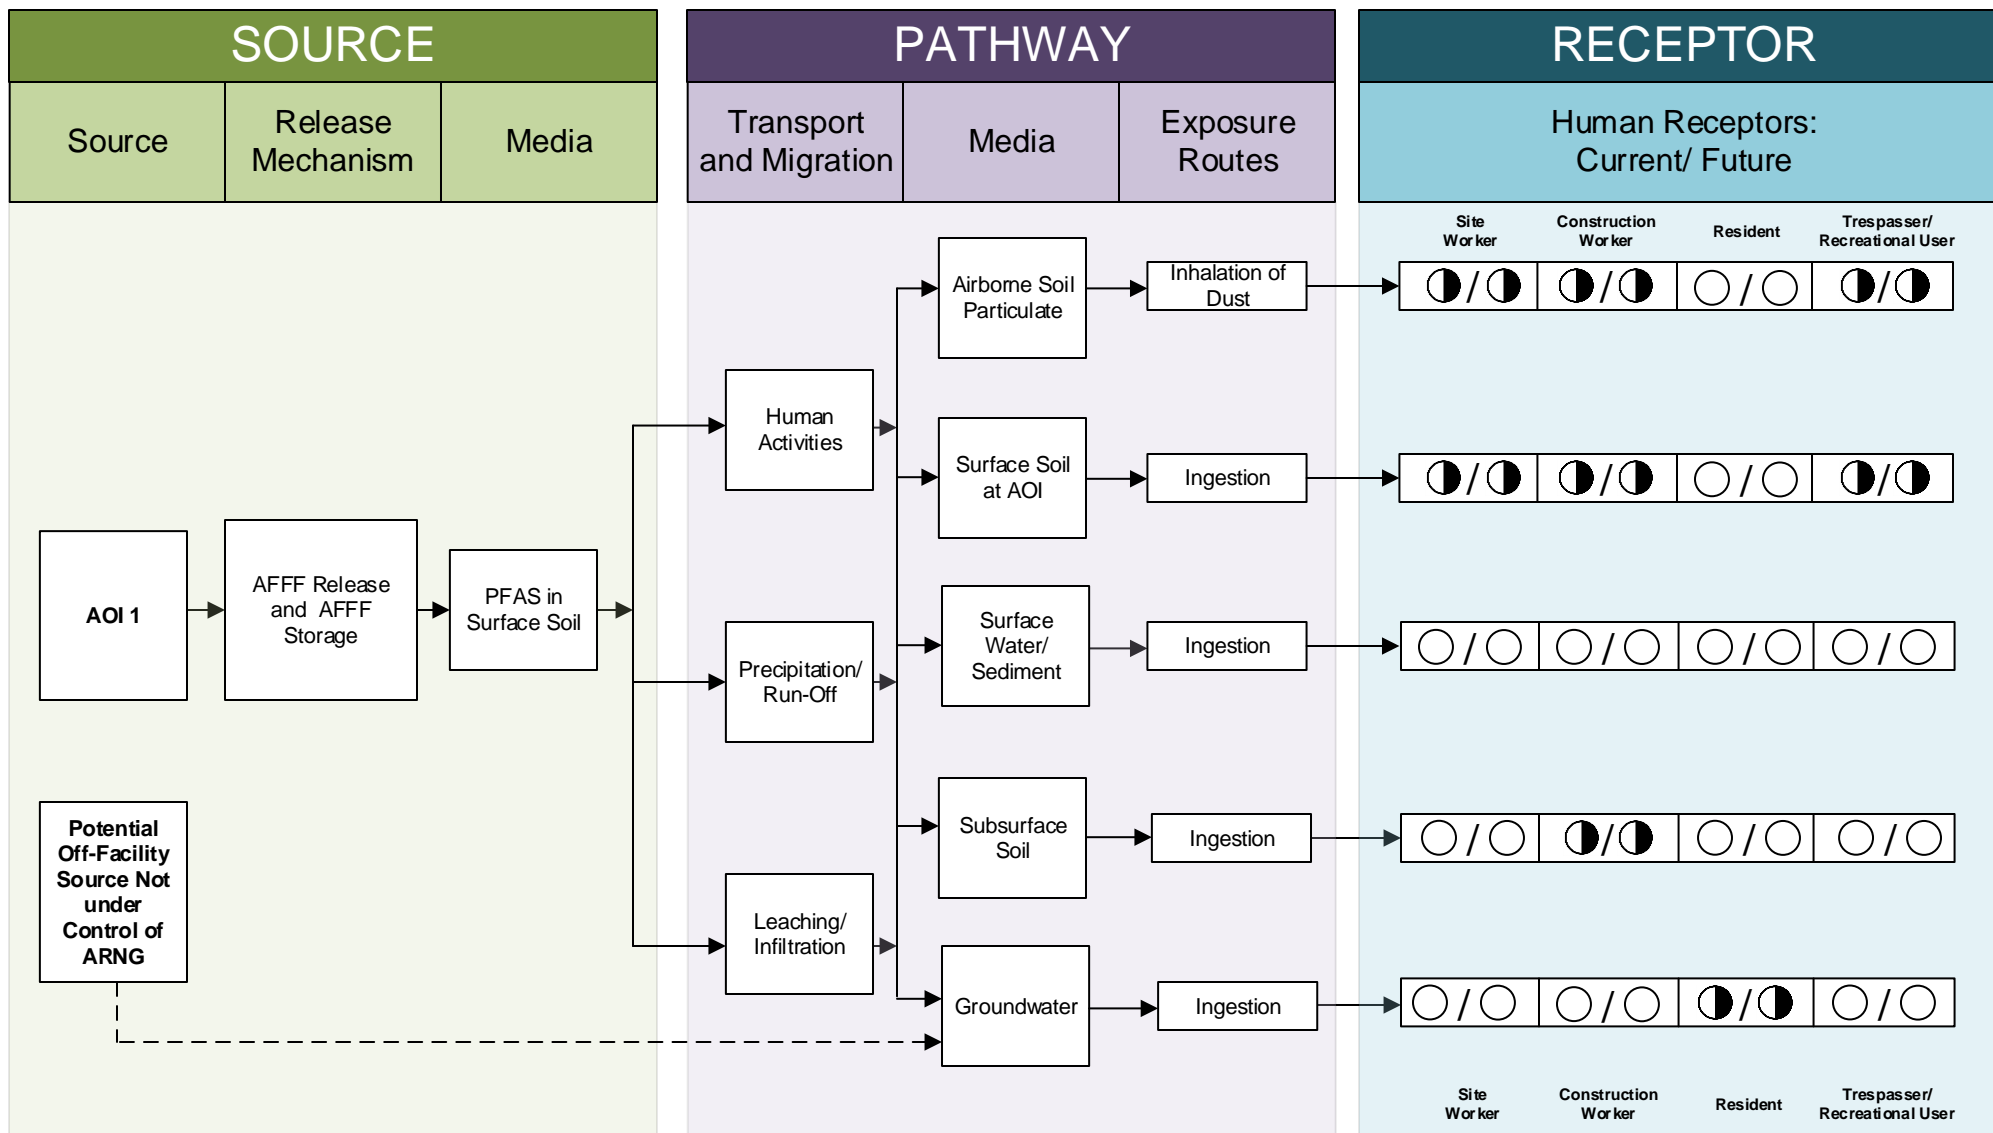 SOURCE
PATHWAY
RECEPTOR
Source
Release
Mechanism
Media
Transport
and Migration
Media
Exposure
Routes
Human Receptors:
Current/ Future
Site
Worker
Construction
Worker
Resident
Trespasser/
Recreational User
Airborne Soil
Particulate
Inhalation of
Dust
/
/
/
/
Human
Activities
Surface Soil
at AOI
Ingestion
/
/
/
/
AOI 1
AFFF Release
and AFFF
Storage
PFAS in
Surface Soil
Precipitation/
Run-Off
Surface
Water/
Sediment
Ingestion
/
/
/
/
Potential
Off-Facility
Source Not
under
Control of
ARNG
Subsurface
Soil
Ingestion
/
/
/
/
Leaching/
Infiltration
Groundwater
Ingestion
/
/
/
/
Site
Worker
Construction
Worker
Resident
Trespasser/
Recreational User